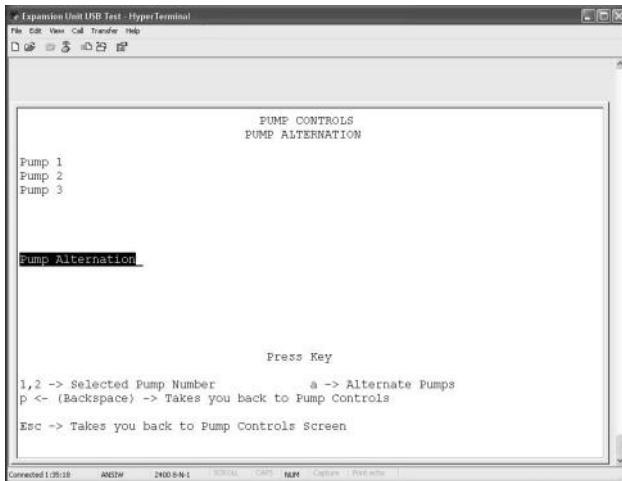 Expansion Unit USB Test - HyperTerminal
File Edit View Call Transfer Help
PUMP CONTROLS
PUMP ALTERNATION
Pump 1
Pump 2
Pump 3
Pump Alternation_
Press Key
1,2 -> Selected Pump Number a -> Alternate Pumps
p <- (Backspace) -> Takes you back to Pump Controls
Esc -> Takes you back to Pump Controls Screen
Connected 1:35:18 ANSIW 2400 8-N-1 SCROLL CAPS NUM Capture Print echo